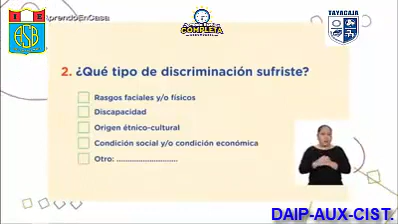 #AprendoEnCasa
COMPLETA
TAYACAJA
ASB
2. ¿Qué tipo de discriminación sufriste?
Rasgos faciales y/o físicos
Discapacidad
Origen étnico-cultural
Condición social y/o condición económica
Otro: ................................
DAIP-AUX-CIST.